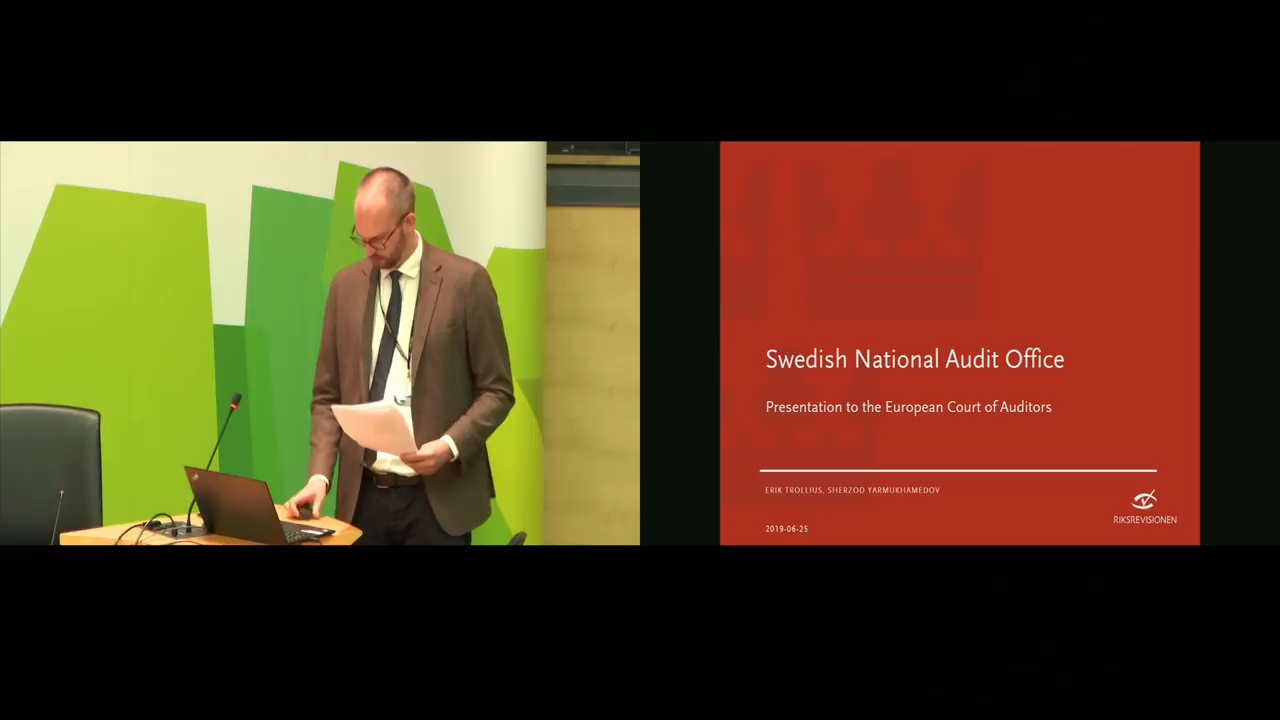 Swedish National Audit Office
Presentation to the European Court of Auditors
ERIK TROLLIUS, SHERZOD YARMUKHAMEDOV
2019-06-25
RIKSREVISIONEN